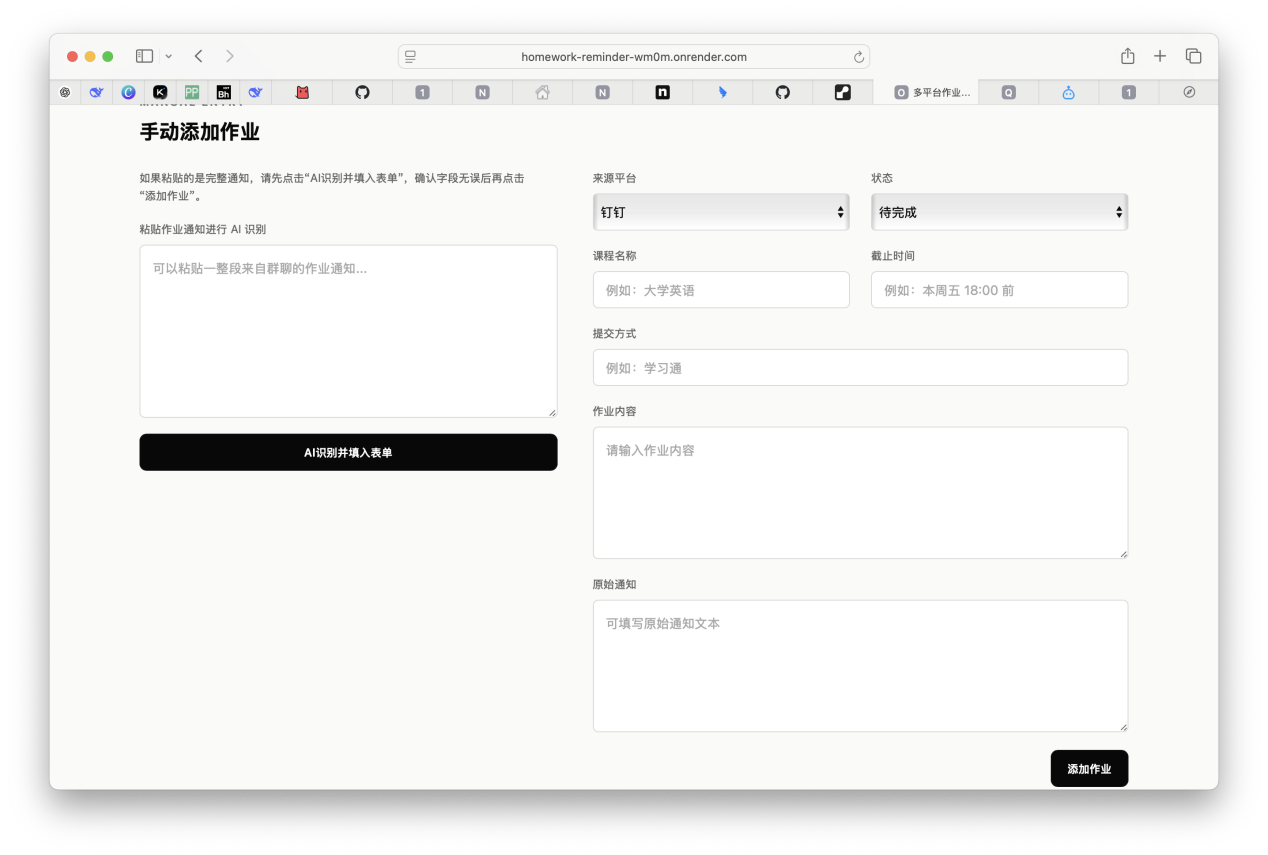 homework-reminder-wm0m.onrender.com
多平台作业...
手动添加作业
如果粘贴的是完整通知，请先点击“AI识别并填入表单”，确认字段无误后再点击
“添加作业”。
粘贴作业通知进行 AI 识别
可以粘贴一整段来自群聊的作业通知...
AI识别并填入表单
来源平台
状态
钉钉
待完成
课程名称
截止时间
例如：大学英语
例如：本周五 18:00 前
提交方式
例如：学习通
作业内容
请输入作业内容
原始通知
可填写原始通知文本
添加作业